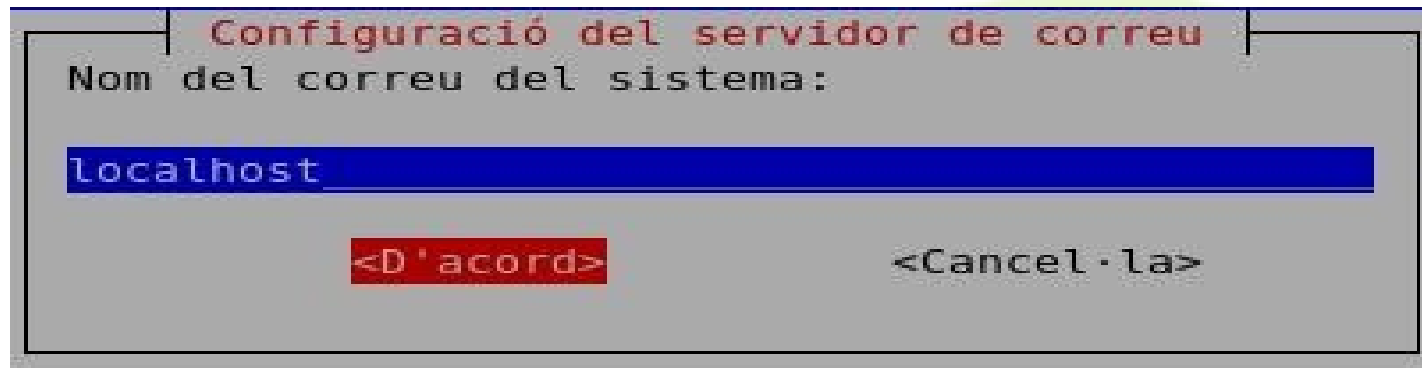 Configuració del servidor de correu
Nom del correu del sistema:
localhost
<D'acord> <Cancel·la>